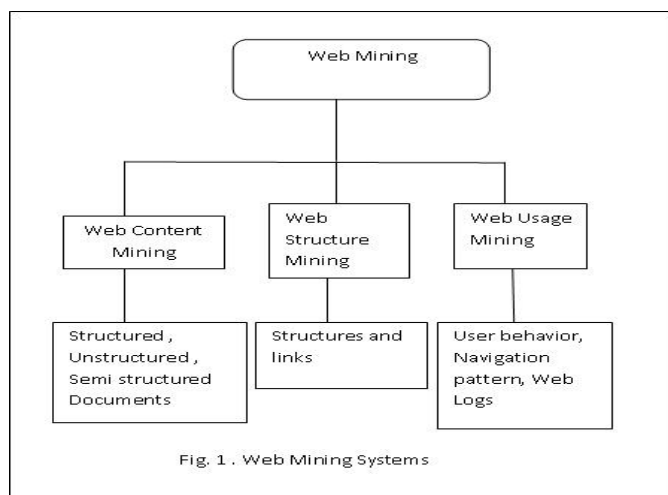 Web Mining
Web Content
Mining
Web
Structure
Mining
Web Usage
Mining
Structured ,
Unstructured ,
Semi structured
Documents
Structures and
links
User behavior,
Navigation
pattern, Web
Logs
Fig. 1 . Web Mining Systems